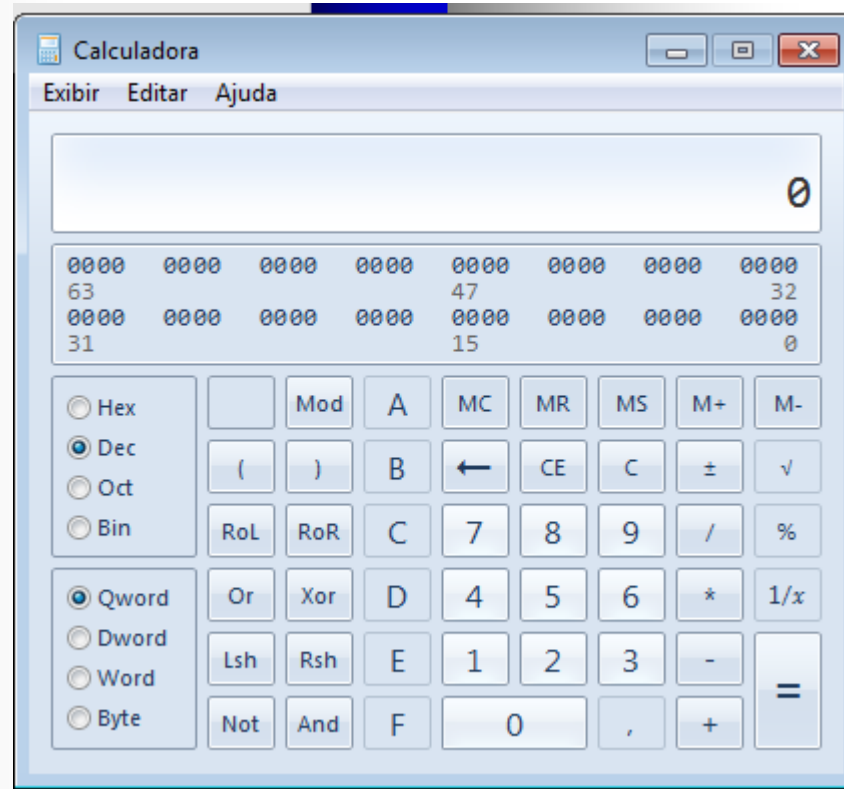 Calculadora
Exibir Editar Ajuda
0
0000 0000 0000 0000 0000 0000 0000 0000
63 47 32
0000 0000 0000 0000 0000 0000 0000 0000
31 15 0
Hex Mod A MC MR MS M+ M-
Dec ( ) B ← CE C ± √
Oct
Bin RoL RoR C 7 8 9 / %
Qword Or Xor D 4 5 6 * 1/x
Dword
Word Lsh Rsh E 1 2 3 - =
Byte Not And F 0 , +